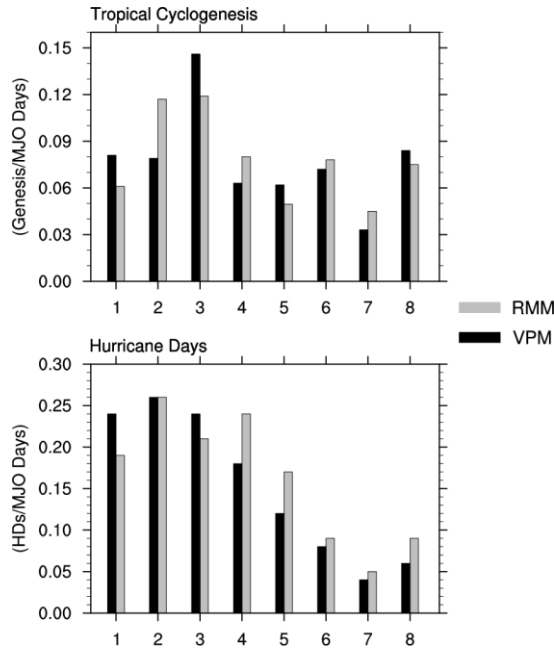 Tropical Cyclogenesis
(Genesis/MJO Days)
0.15
0.12
0.09
0.06
0.03
0.00
1 2 3 4 5 6 7 8
RMM
VPM
Hurricane Days
(HDs/MJO Days)
0.30
0.25
0.20
0.15
0.10
0.05
0.00
1 2 3 4 5 6 7 8